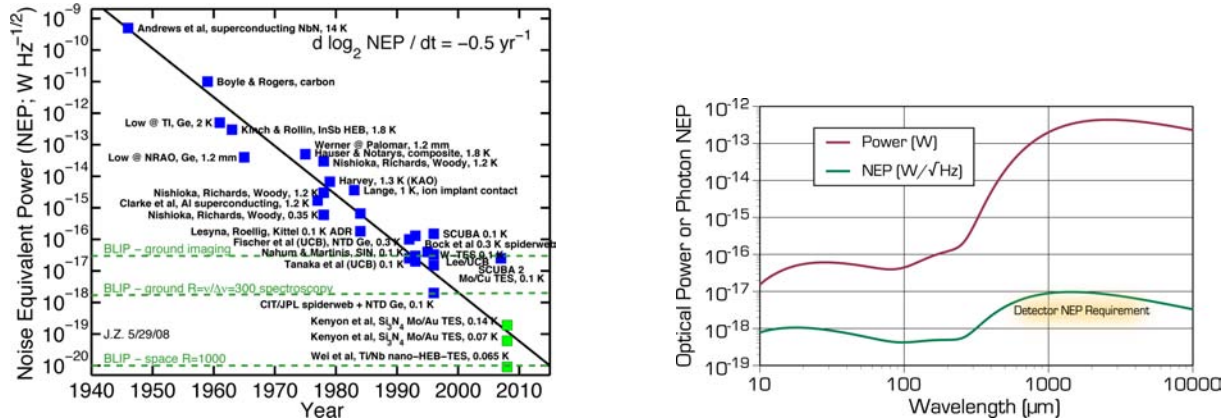 Noise Equivalent Power (NEP; W Hz^-1/2)
10^-9
10^-10
10^-11
10^-12
10^-13
10^-14
10^-15
10^-16
10^-17
10^-18
10^-19
10^-20
Andrews et al, superconducting NbN, 14 K
d log_2 NEP / dt = −0.5 yr^-1
Boyle & Rogers, carbon
Low @ TI, Ge, 2 K
Kinch & Rollin, InSb HEB, 1.8 K
Werner @ Palomar, 1.2 mm
Low @ NRAO, Ge, 1.2 mm
Hauser & Notarys, composite, 1.8 K
Nishioka, Richards, Woody, 1.2 K
Harvey, 1.3 K (KAO)
Nishioka, Richards, Woody, 1.2 K
Lange, 1 K, ion implant contact
Clarke et al, Al superconducting, 1.2 K
Nishioka, Richards, Woody, 0.35 K
Lesyna, Roellig, Kittel 0.1 K ADR
SCUBA 0.1 K
Fischer et al (UCB), NTD Ge, 0.3 K
Bock et al 0.3 K spiderweb
BLIP − ground imaging
Nahum & Martinis, SIN, 0.1 K
W−TES 0.1 K
Lee/UCB
Tanaka et al (UCB) 0.1 K
SCUBA 2
Mo/Cu TES, 0.1 K
BLIP − ground R=ν/Δν=300 spectroscopy
CIT/JPL spiderweb + NTD Ge, 0.1 K
Kenyon et al, Si_3N_4 Mo/Au TES, 0.14 K
J.Z. 5/29/08
Kenyon et al, Si_3N_4 Mo/Au TES, 0.07 K
BLIP − space R=1000
Wei et al, Ti/Nb nano−HEB−TES, 0.065 K
1940 1950 1960 1970 1980 1990 2000 2010
Year
Optical Power or Photon NEP
10^-12
10^-13
10^-14
10^-15
10^-16
10^-17
10^-18
10^-19
Power [W]
NEP [W/√Hz]
Detector NEP Requirement
10 100 1000 10000
Wavelength [µm]